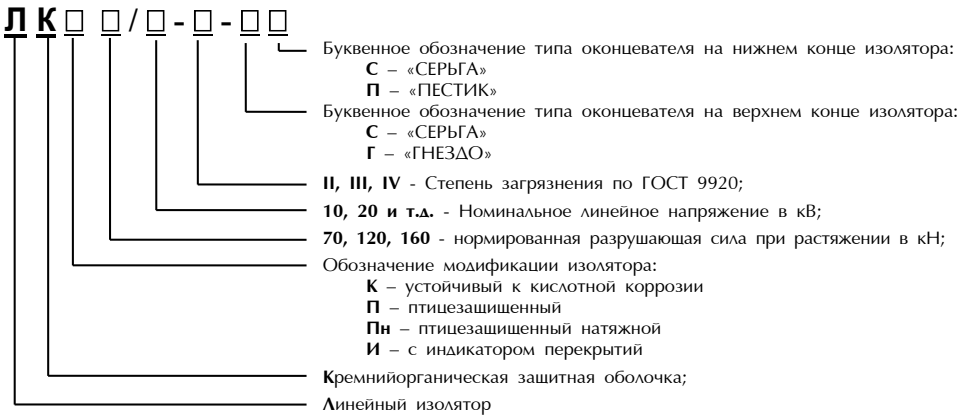 ЛК□ □/□-□-□□
Буквенное обозначение типа оконцевателя на нижнем конце изолятора:
С – «СЕРЬГА»
П – «ПЕСТИК»
Буквенное обозначение типа оконцевателя на верхнем конце изолятора:
С – «СЕРЬГА»
Г – «ГНЕЗДО»
II, III, IV - Степень загрязнения по ГОСТ 9920;
10, 20 и т.д. - Номинальное линейное напряжение в кВ;
70, 120, 160 - нормированная разрушающая сила при растяжении в кН;
Обозначение модификации изолятора:
К – устойчивый к кислотной коррозии
П – птицезащищенный
Пн – птицезащищенный натяжной
И – с индикатором перекрытий
Кремнийорганическая защитная оболочка;
Линейный изолятор